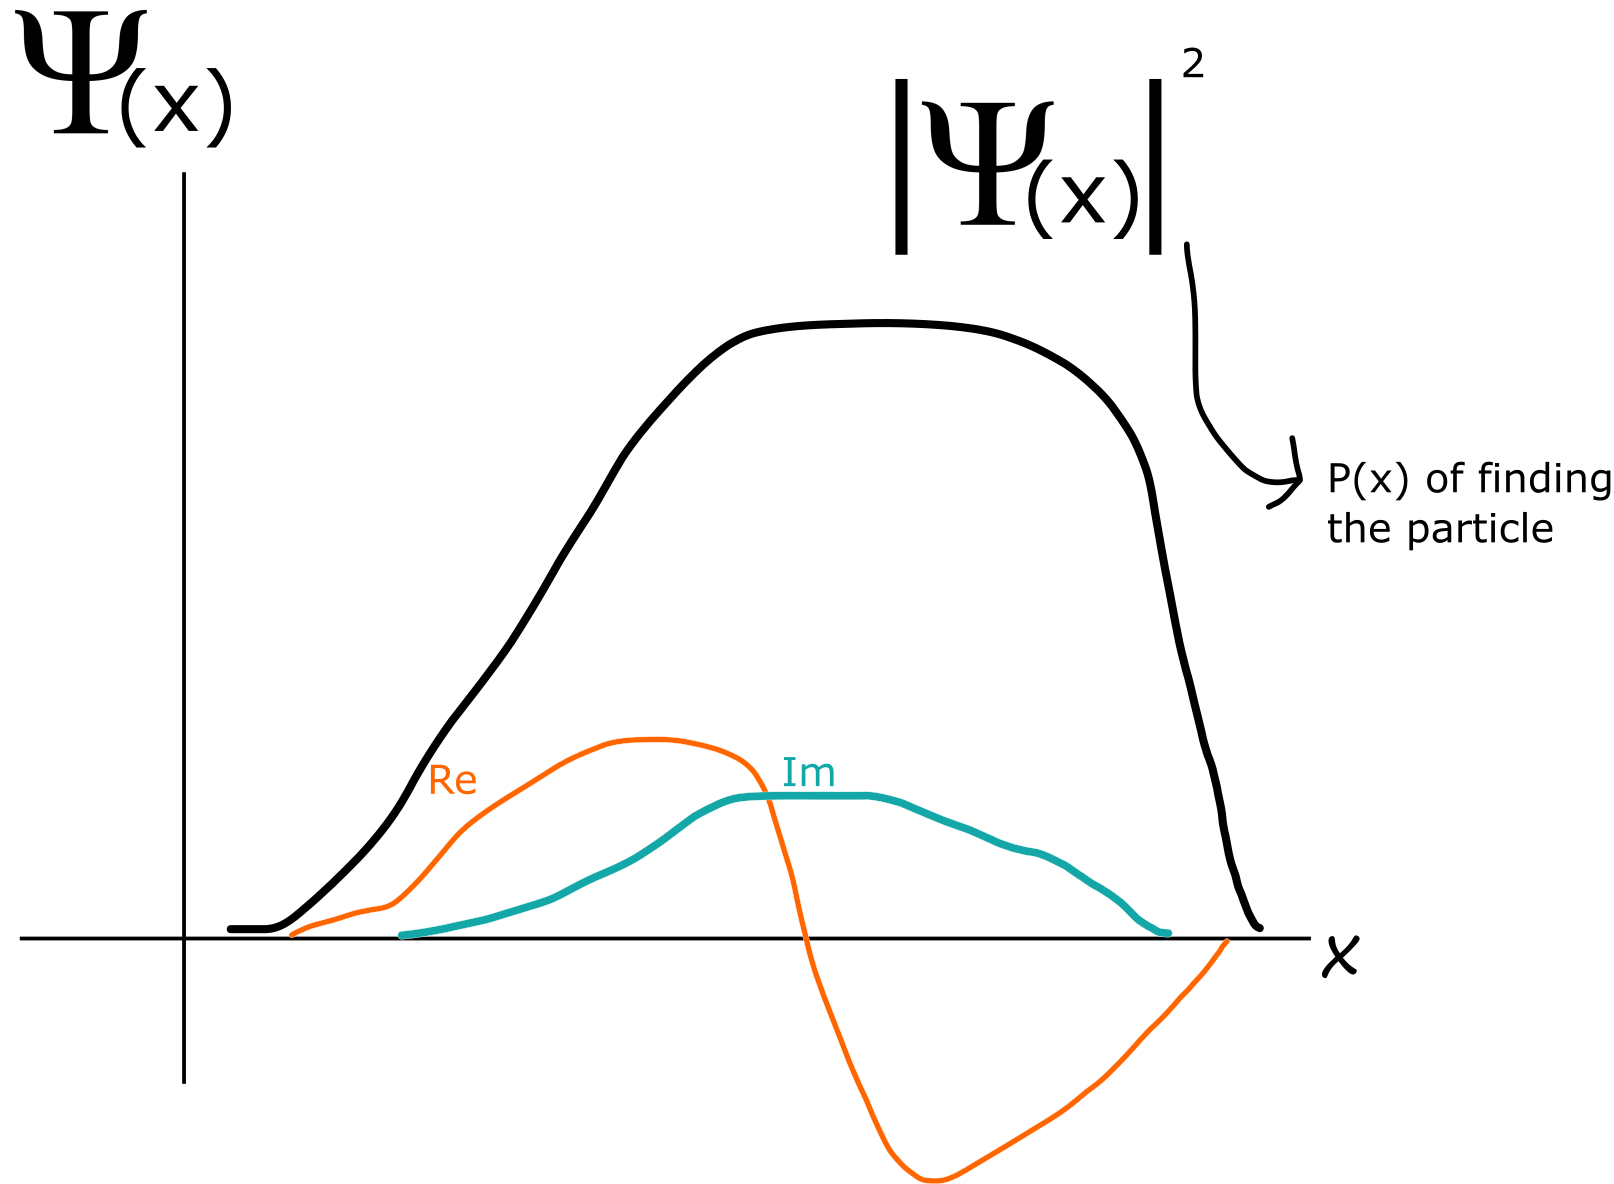 Ψ(x)
|Ψ(x)|²
P(x) of finding
the particle
Re
Im
x